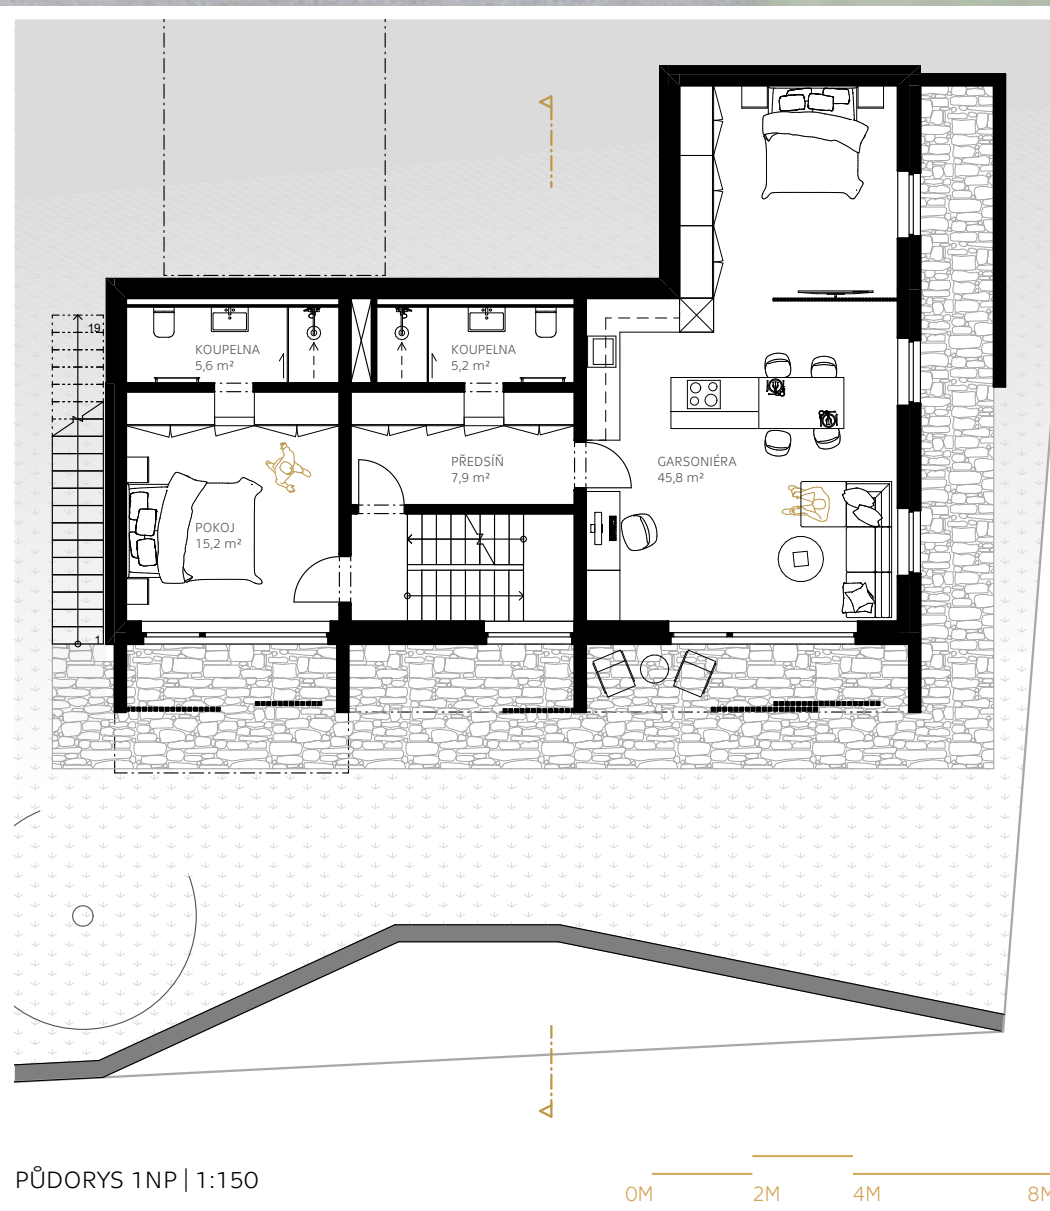 19
KOUPELNA
5,6 m²
KOUPELNA
5,2 m²
PŘEDSÍŇ
7,9 m²
GARSONIÉRA
45,8 m²
POKOJ
15,2 m²
1
PŮDORYS 1NP | 1:150
0M 2M 4M 8M